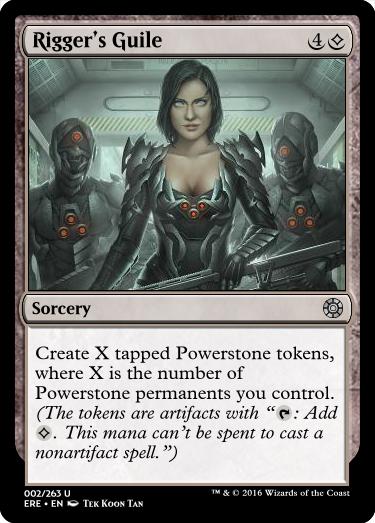 Rigger's Guile 4
Sorcery
Create X tapped Powerstone tokens,
where X is the number of
Powerstone permanents you control.
(The tokens are artifacts with “: Add
. This mana can't be spent to cast a
nonartifact spell.”)
002/263 U
ERE • EN Tek Koon Tan
™ & © 2016 Wizards of the Coast